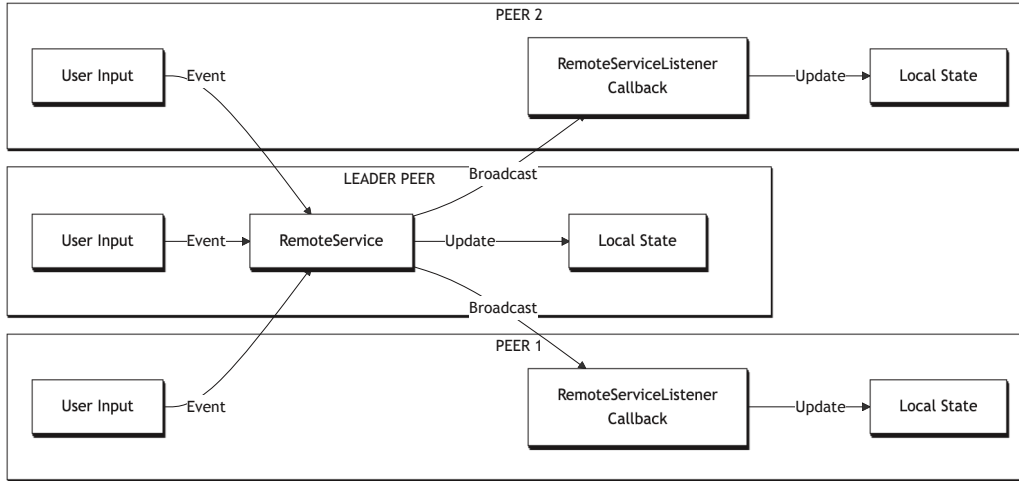 PEER 2
User Input
Event
RemoteServiceListener
Callback
Update
Local State
Broadcast
LEADER PEER
User Input
Event
RemoteService
Update
Local State
Broadcast
PEER 1
User Input
Event
RemoteServiceListener
Callback
Update
Local State